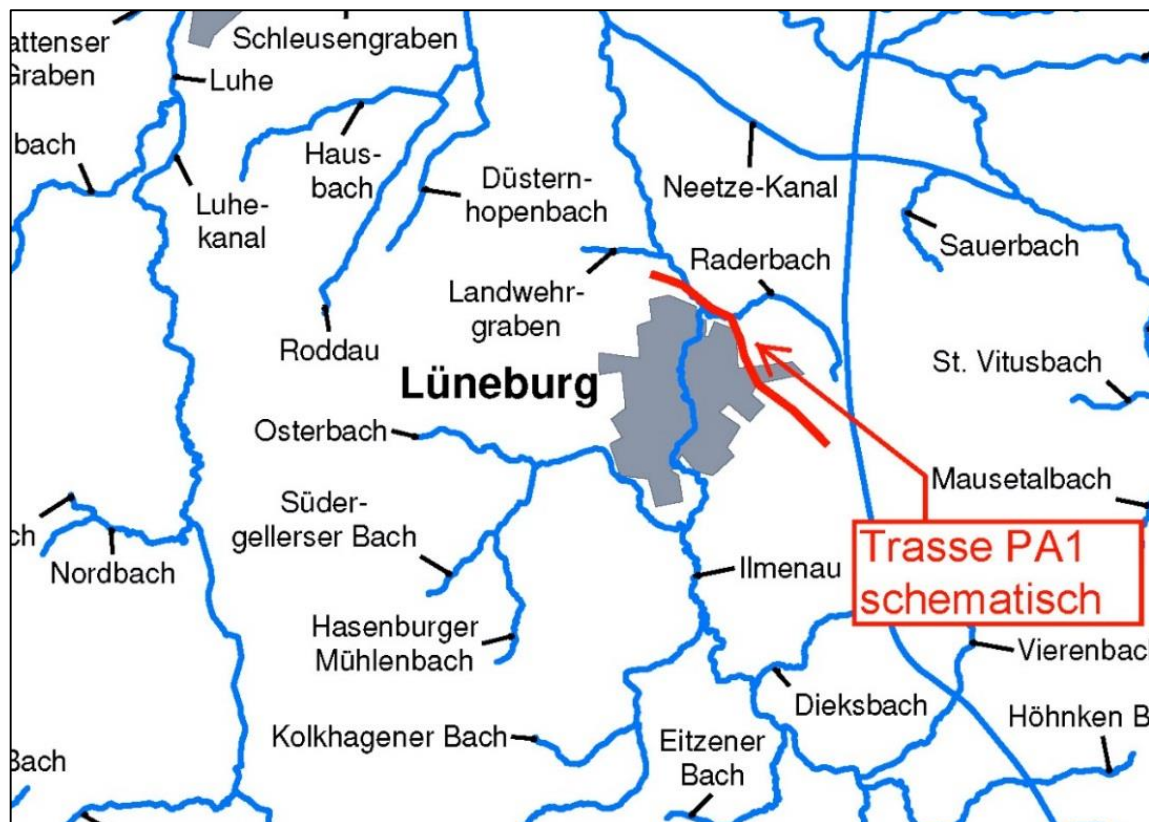 attenser
Graben
Schleusengraben
Luhe
bach
Haus-
bach
Luhe-
kanal
Düstern-
hopenbach
Neetze-Kanal
Sauerbach
Raderbach
Landwehr-
graben
Roddau
Lüneburg
St. Vitusbach
Osterbach
Mausetalbach
Süder-
gellerser Bach
ch
Nordbach
Ilmenau
Trasse PA1
schematisch
Hasenburger
Mühlenbach
Vierenbach
Dieksbach
Kolkhagener Bach
Eitzener
Bach
Höhnken B
Bach